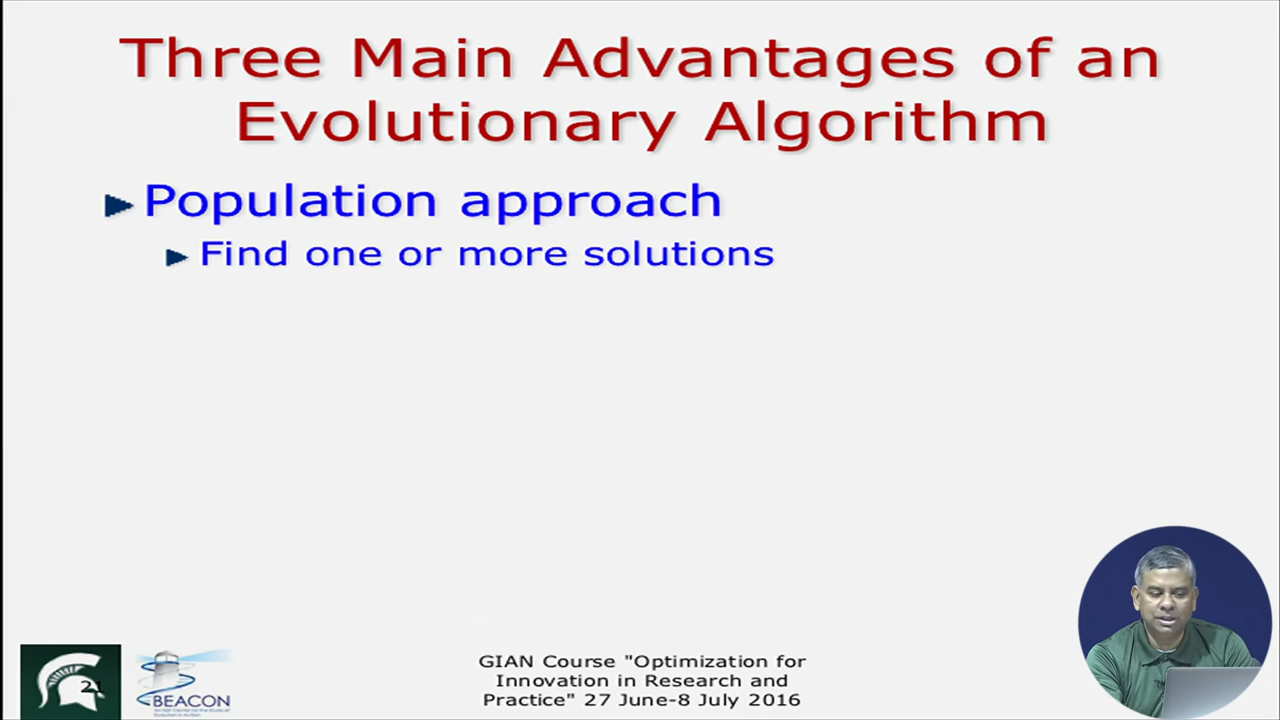 Three Main Advantages of an
Evolutionary Algorithm
Population approach
Find one or more solutions
GIAN Course "Optimization for
Innovation in Research and
Practice" 27 June-8 July 2016
21
BEACON